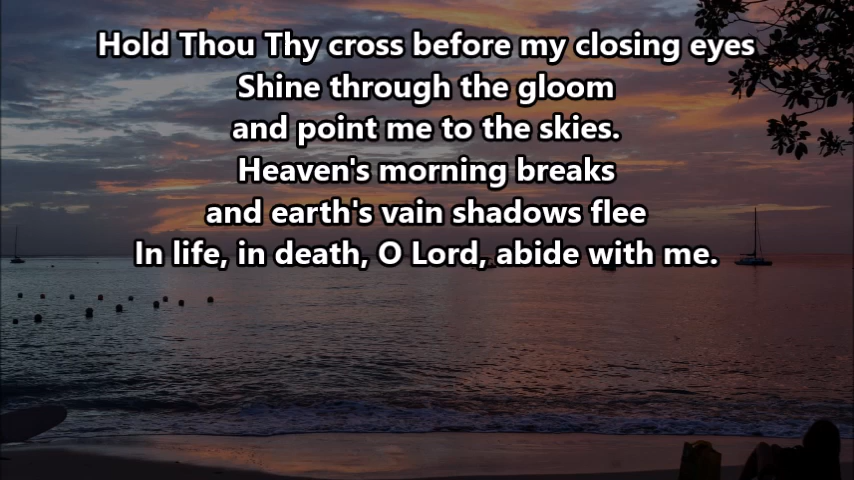 Hold Thou Thy cross before my closing eyes
Shine through the gloom
and point me to the skies.
Heaven's morning breaks
and earth's vain shadows flee
In life, in death, O Lord, abide with me.